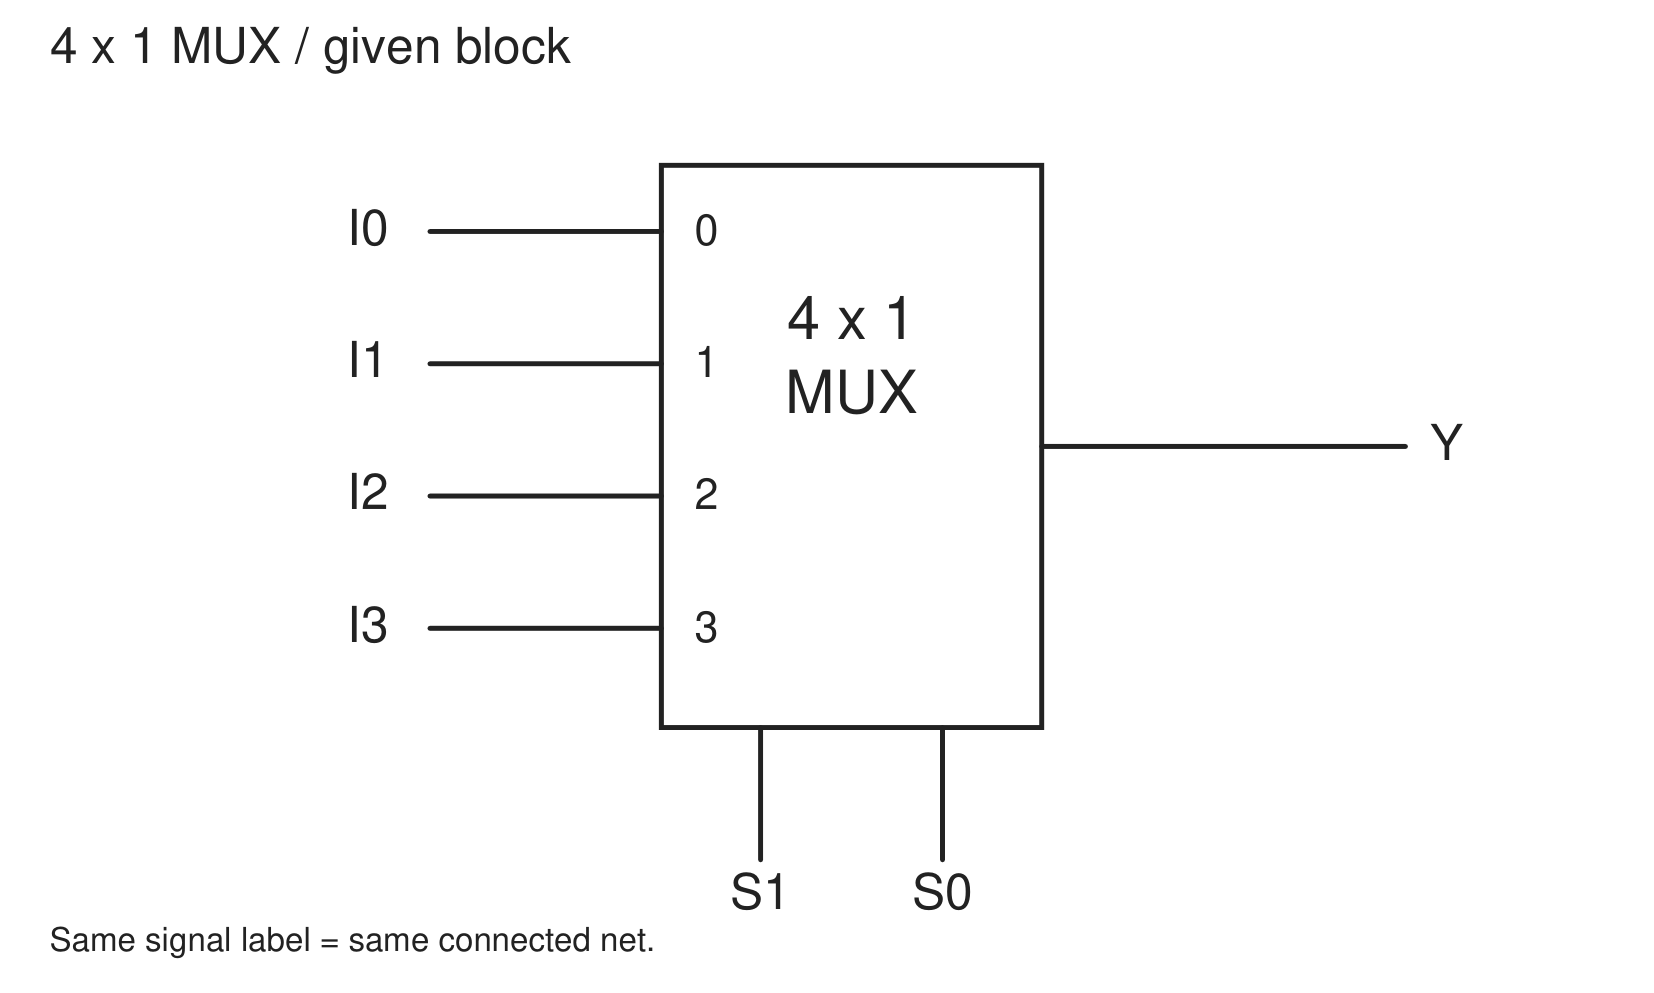 4 x 1 MUX / given block
I0
0
4 x 1
I1
1
MUX
Y
I2
2
I3
3
S1
S0
Same signal label = same connected net.